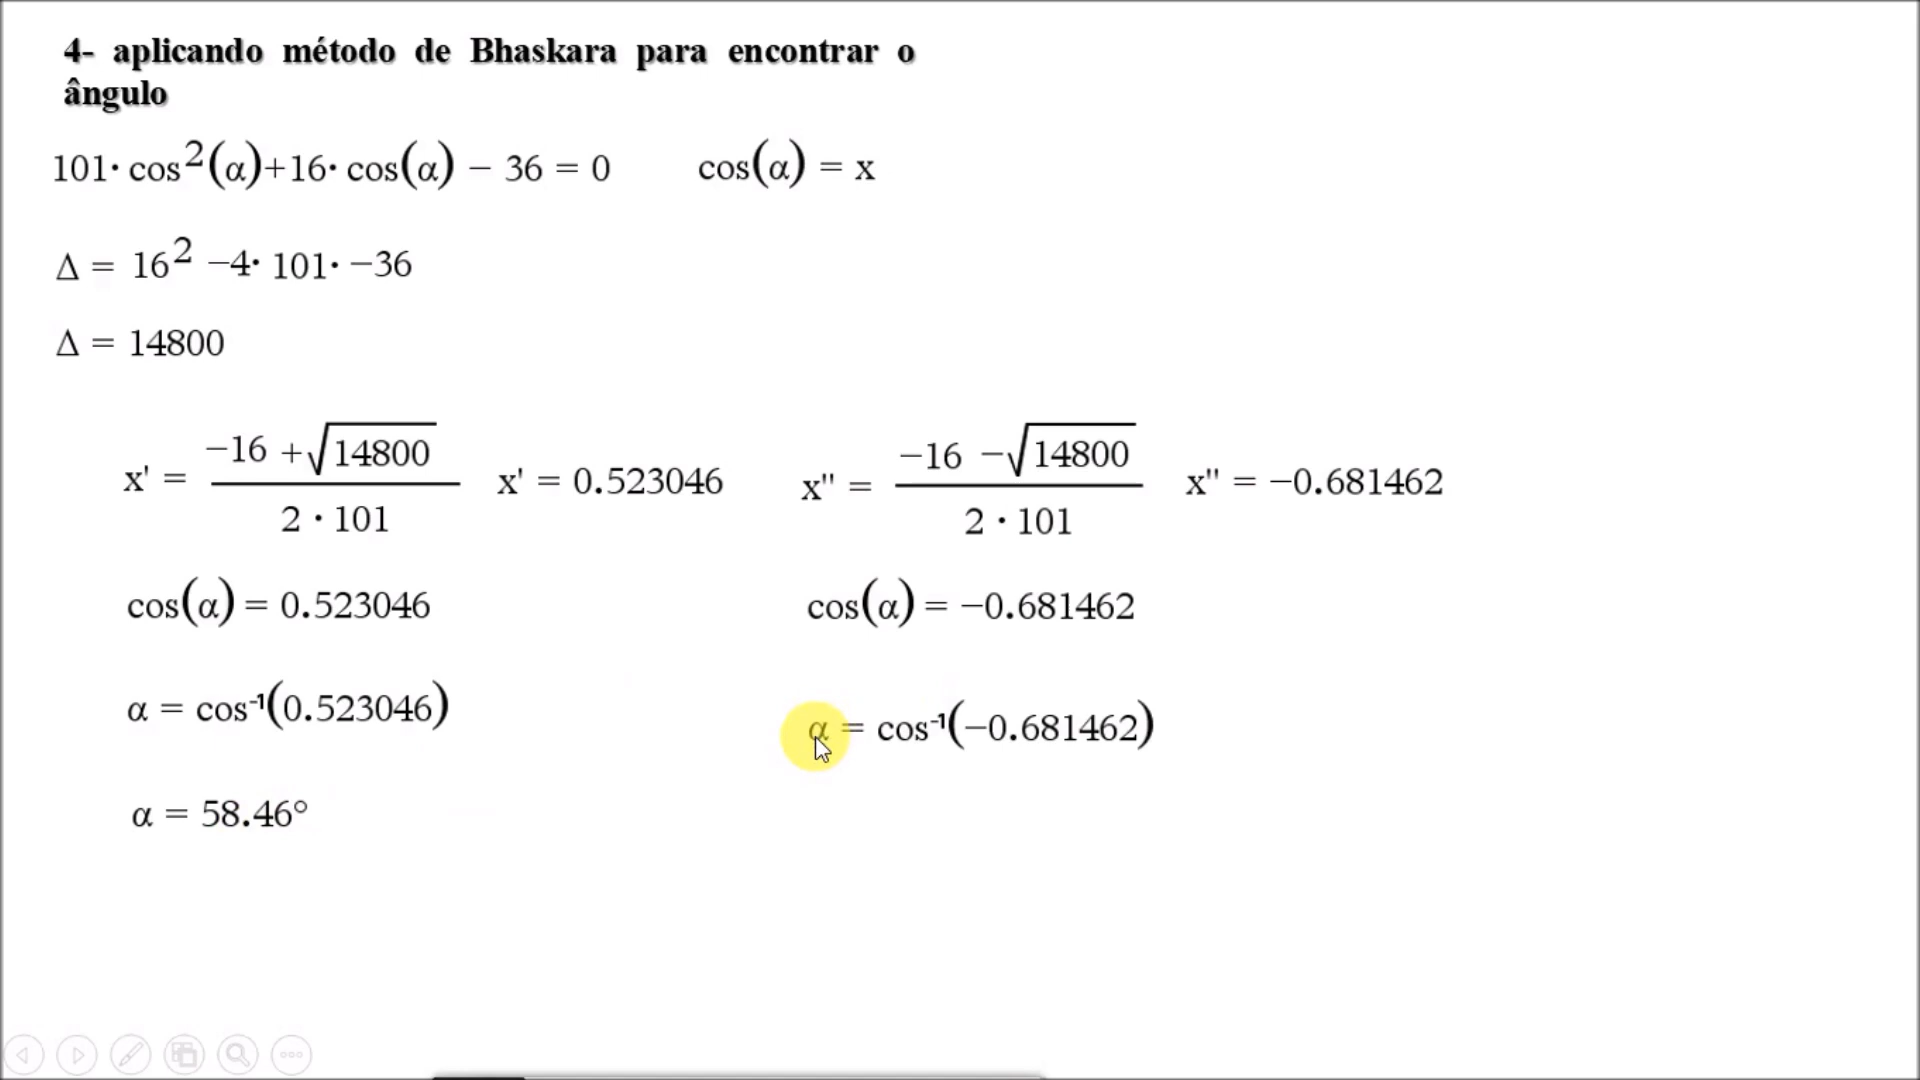 4- aplicando método de Bhaskara para encontrar o
ângulo
101· cos²(α)+16· cos(α) − 36 = 0 cos(α) = x
Δ = 16² −4· 101· −36
Δ = 14800
x' = (−16 +√14800) / (2 · 101) x' = 0.523046 x'' = (−16 −√14800) / (2 · 101) x'' = −0.681462
cos(α) = 0.523046 cos(α) = −0.681462
α = cos⁻¹(0.523046) α = cos⁻¹(−0.681462)
α = 58.46°